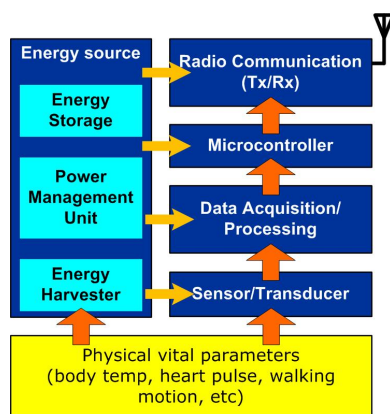 Energy source
Energy
Storage
Power
Management
Unit
Energy
Harvester
Radio Communication
(Tx/Rx)
Microcontroller
Data Acquisition/
Processing
Sensor/Transducer
Physical vital parameters
(body temp, heart pulse, walking
motion, etc)